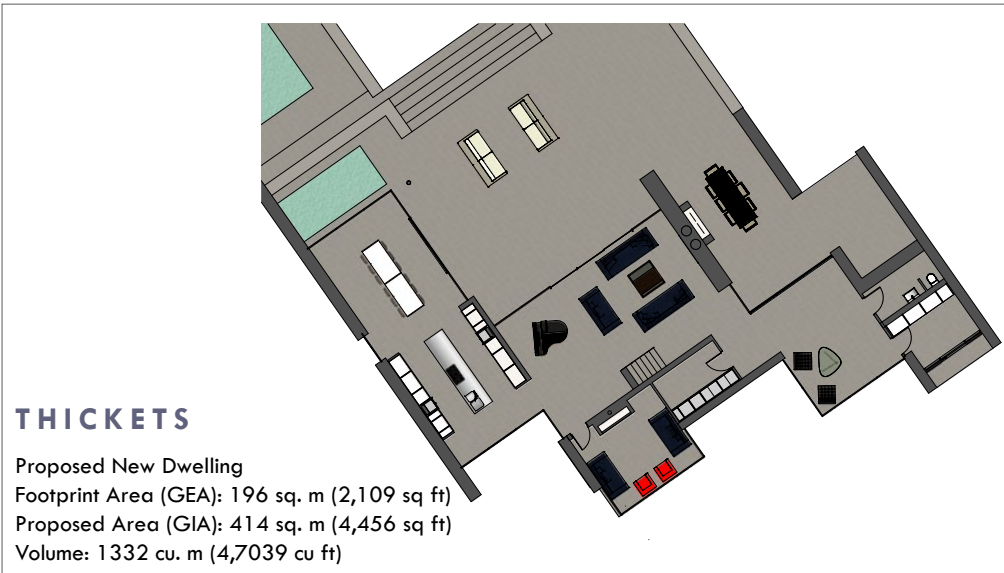 THICKETS
Proposed New Dwelling
Footprint Area (GEA): 196 sq. m (2,109 sq ft)
Proposed Area (GIA): 414 sq. m (4,456 sq ft)
Volume: 1332 cu. m (4,7039 cu ft)